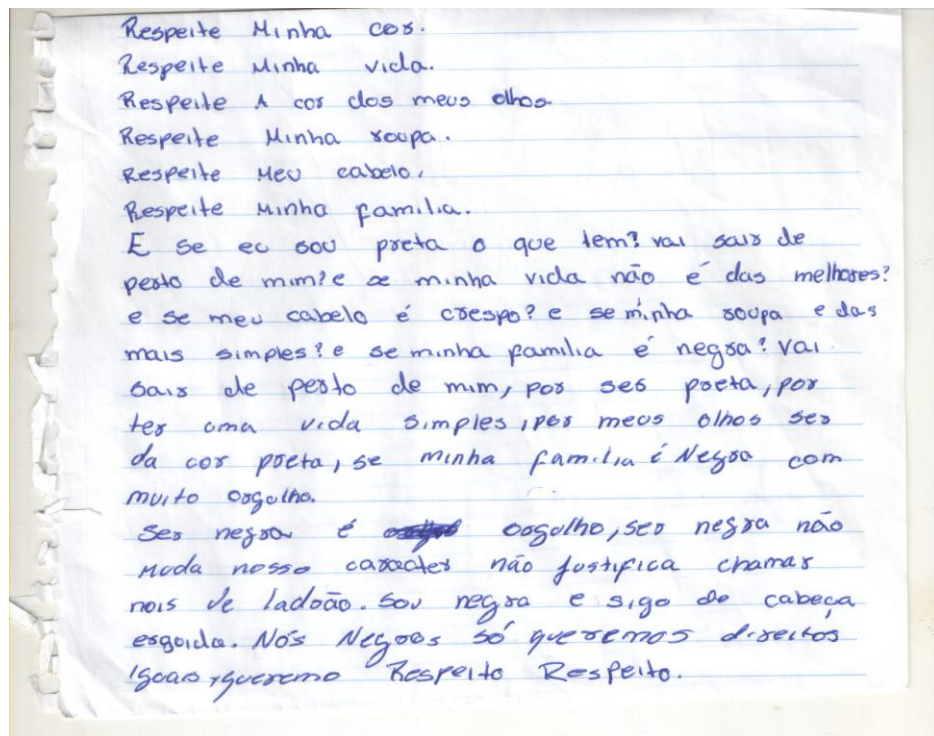 Respeite Minha cor.
Respeite Minha vida.
Respeite A cor dos meus olhos.
Respeite Minha roupa.
Respeite Meu cabelo.
Respeite Minha familia.
E se eu sou preta o que tem? vai sair de
perto de mim? e se minha vida não é das melhores?
e se meu cabelo é crespo? e se minha roupa e das
mais simples? e se minha família é negra? Vai
sair de perto de mim, por ser preta, por
ter uma vida simples, por meus olhos ser
da cor preta, se minha familia é Negra com
muito orgulho.
Ser negra é orgulho, ser negra não
muda nosso caracter não justifica chamar
nois de ladrão. Sou negra e sigo de cabeça
erguida. Nós Negros só queremos direitos
iguais, queremo Respeito Respeito.